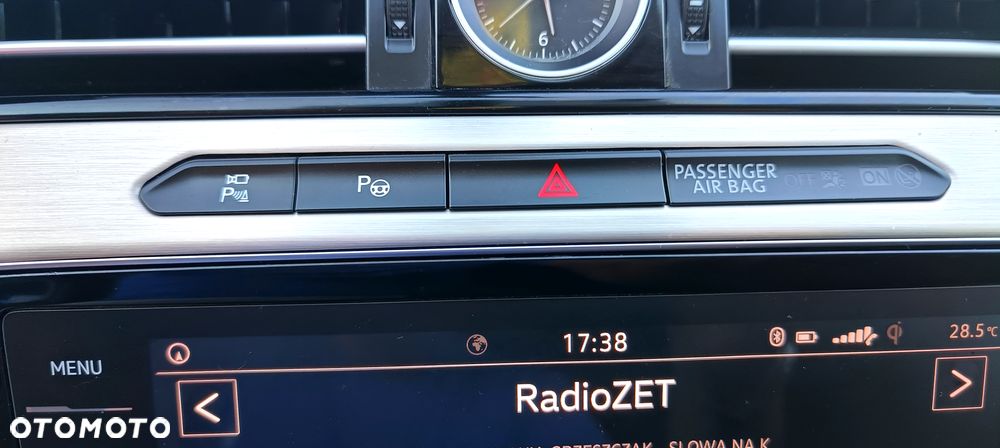 6
P
P
PASSENGER
AIR BAG OFF ON
17:38
28.5°C
MENU
RadioZET
OTOMOTO